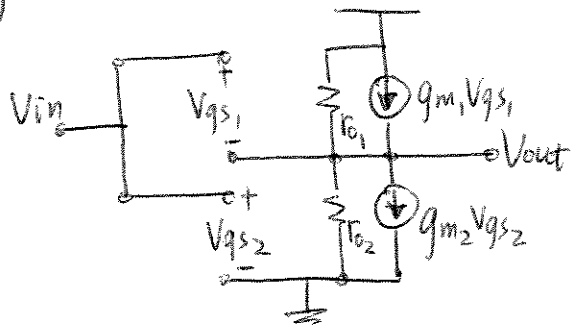 )
+
Vgs₁
gm₁Vgs₁
Vin
ro₁
-
Vout
+
Vgs₂
ro₂
gm₂Vgs₂
-